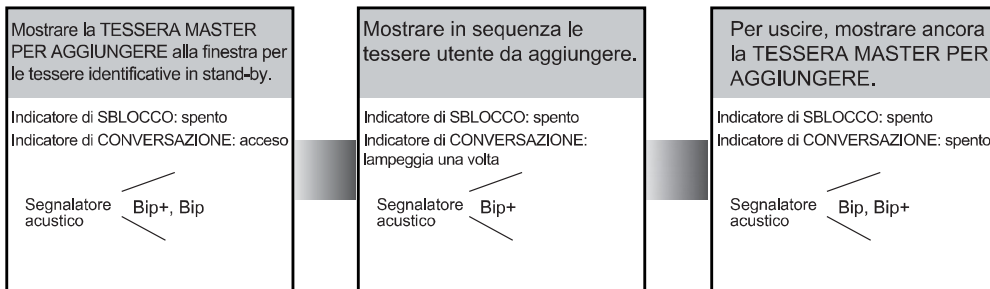 Mostrare la TESSERA MASTER
PER AGGIUNGERE alla finestra per
le tessere identificative in stand-by.
Indicatore di SBLOCCO: spento
Indicatore di CONVERSAZIONE: acceso
Segnalatore
acustico
Bip+, Bip
Mostrare in sequenza le
tessere utente da aggiungere.
Indicatore di SBLOCCO: spento
Indicatore di CONVERSAZIONE:
lampeggia una volta
Segnalatore
acustico
Bip+
Per uscire, mostrare ancora
la TESSERA MASTER PER
AGGIUNGERE.
Indicatore di SBLOCCO: spento
Indicatore di CONVERSAZIONE: spento
Segnalatore
acustico
Bip, Bip+